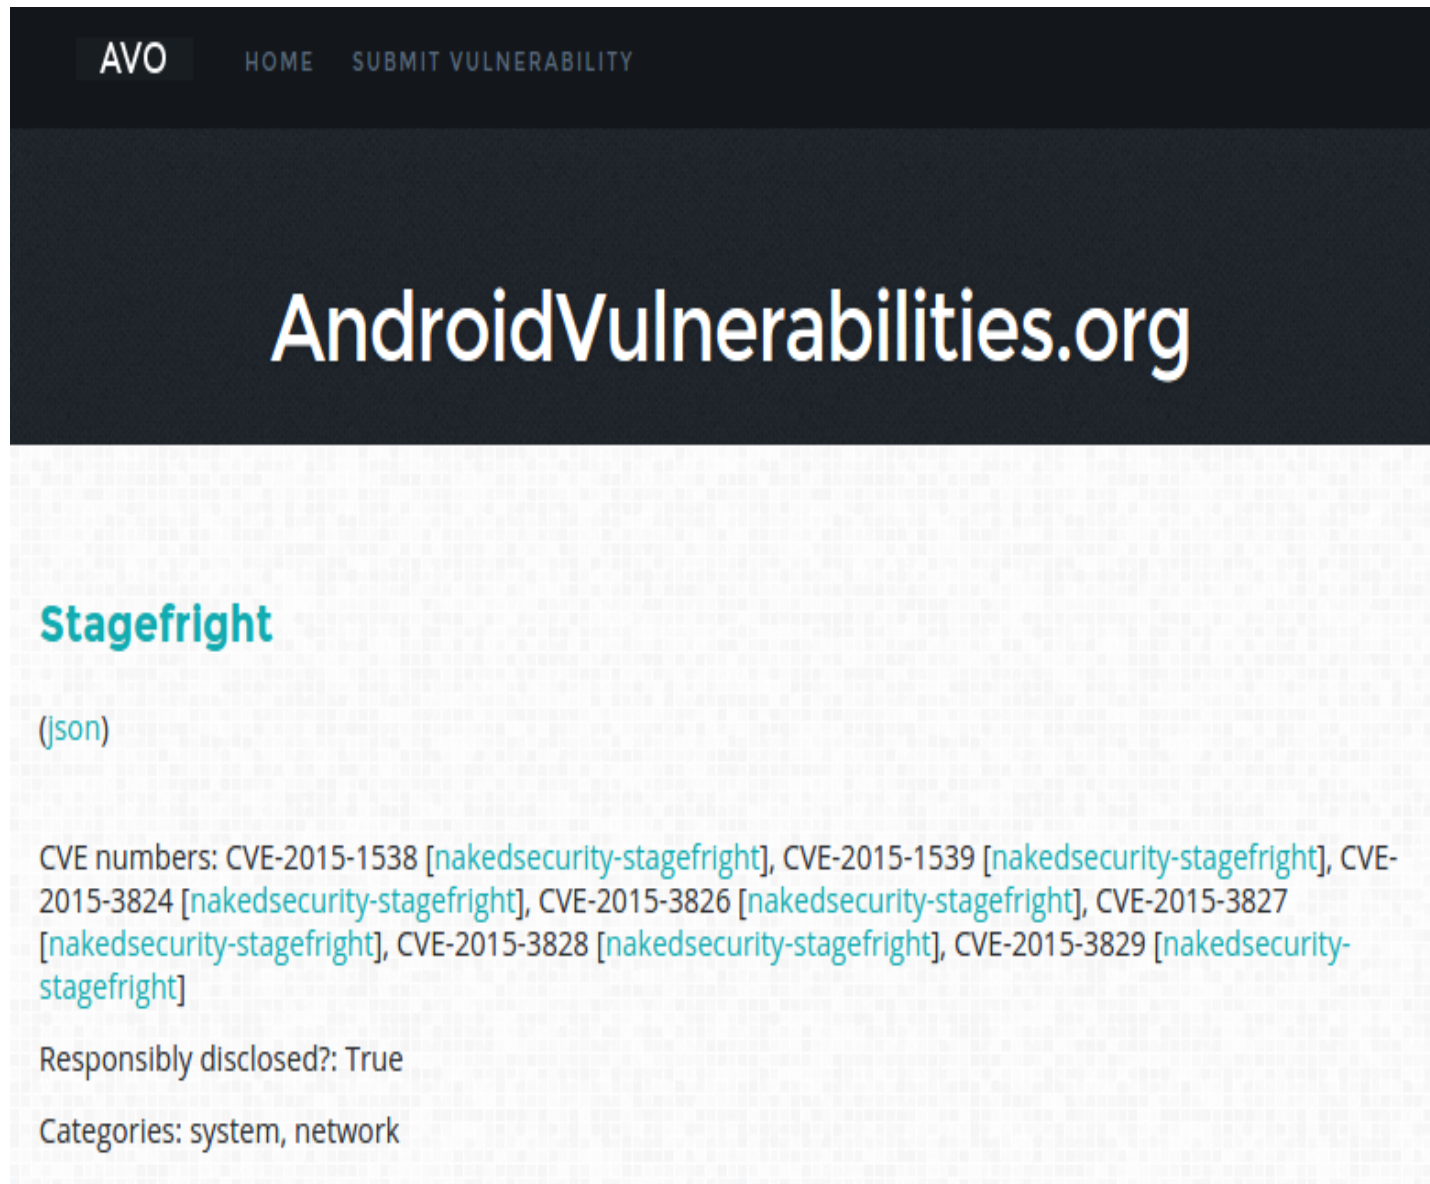 AVO HOME SUBMIT VULNERABILITY
AndroidVulnerabilities.org
Stagefright
(json)
CVE numbers: CVE-2015-1538 [nakedsecurity-stagefright], CVE-2015-1539 [nakedsecurity-stagefright], CVE-
2015-3824 [nakedsecurity-stagefright], CVE-2015-3826 [nakedsecurity-stagefright], CVE-2015-3827
[nakedsecurity-stagefright], CVE-2015-3828 [nakedsecurity-stagefright], CVE-2015-3829 [nakedsecurity-
stagefright]
Responsibly disclosed?: True
Categories: system, network